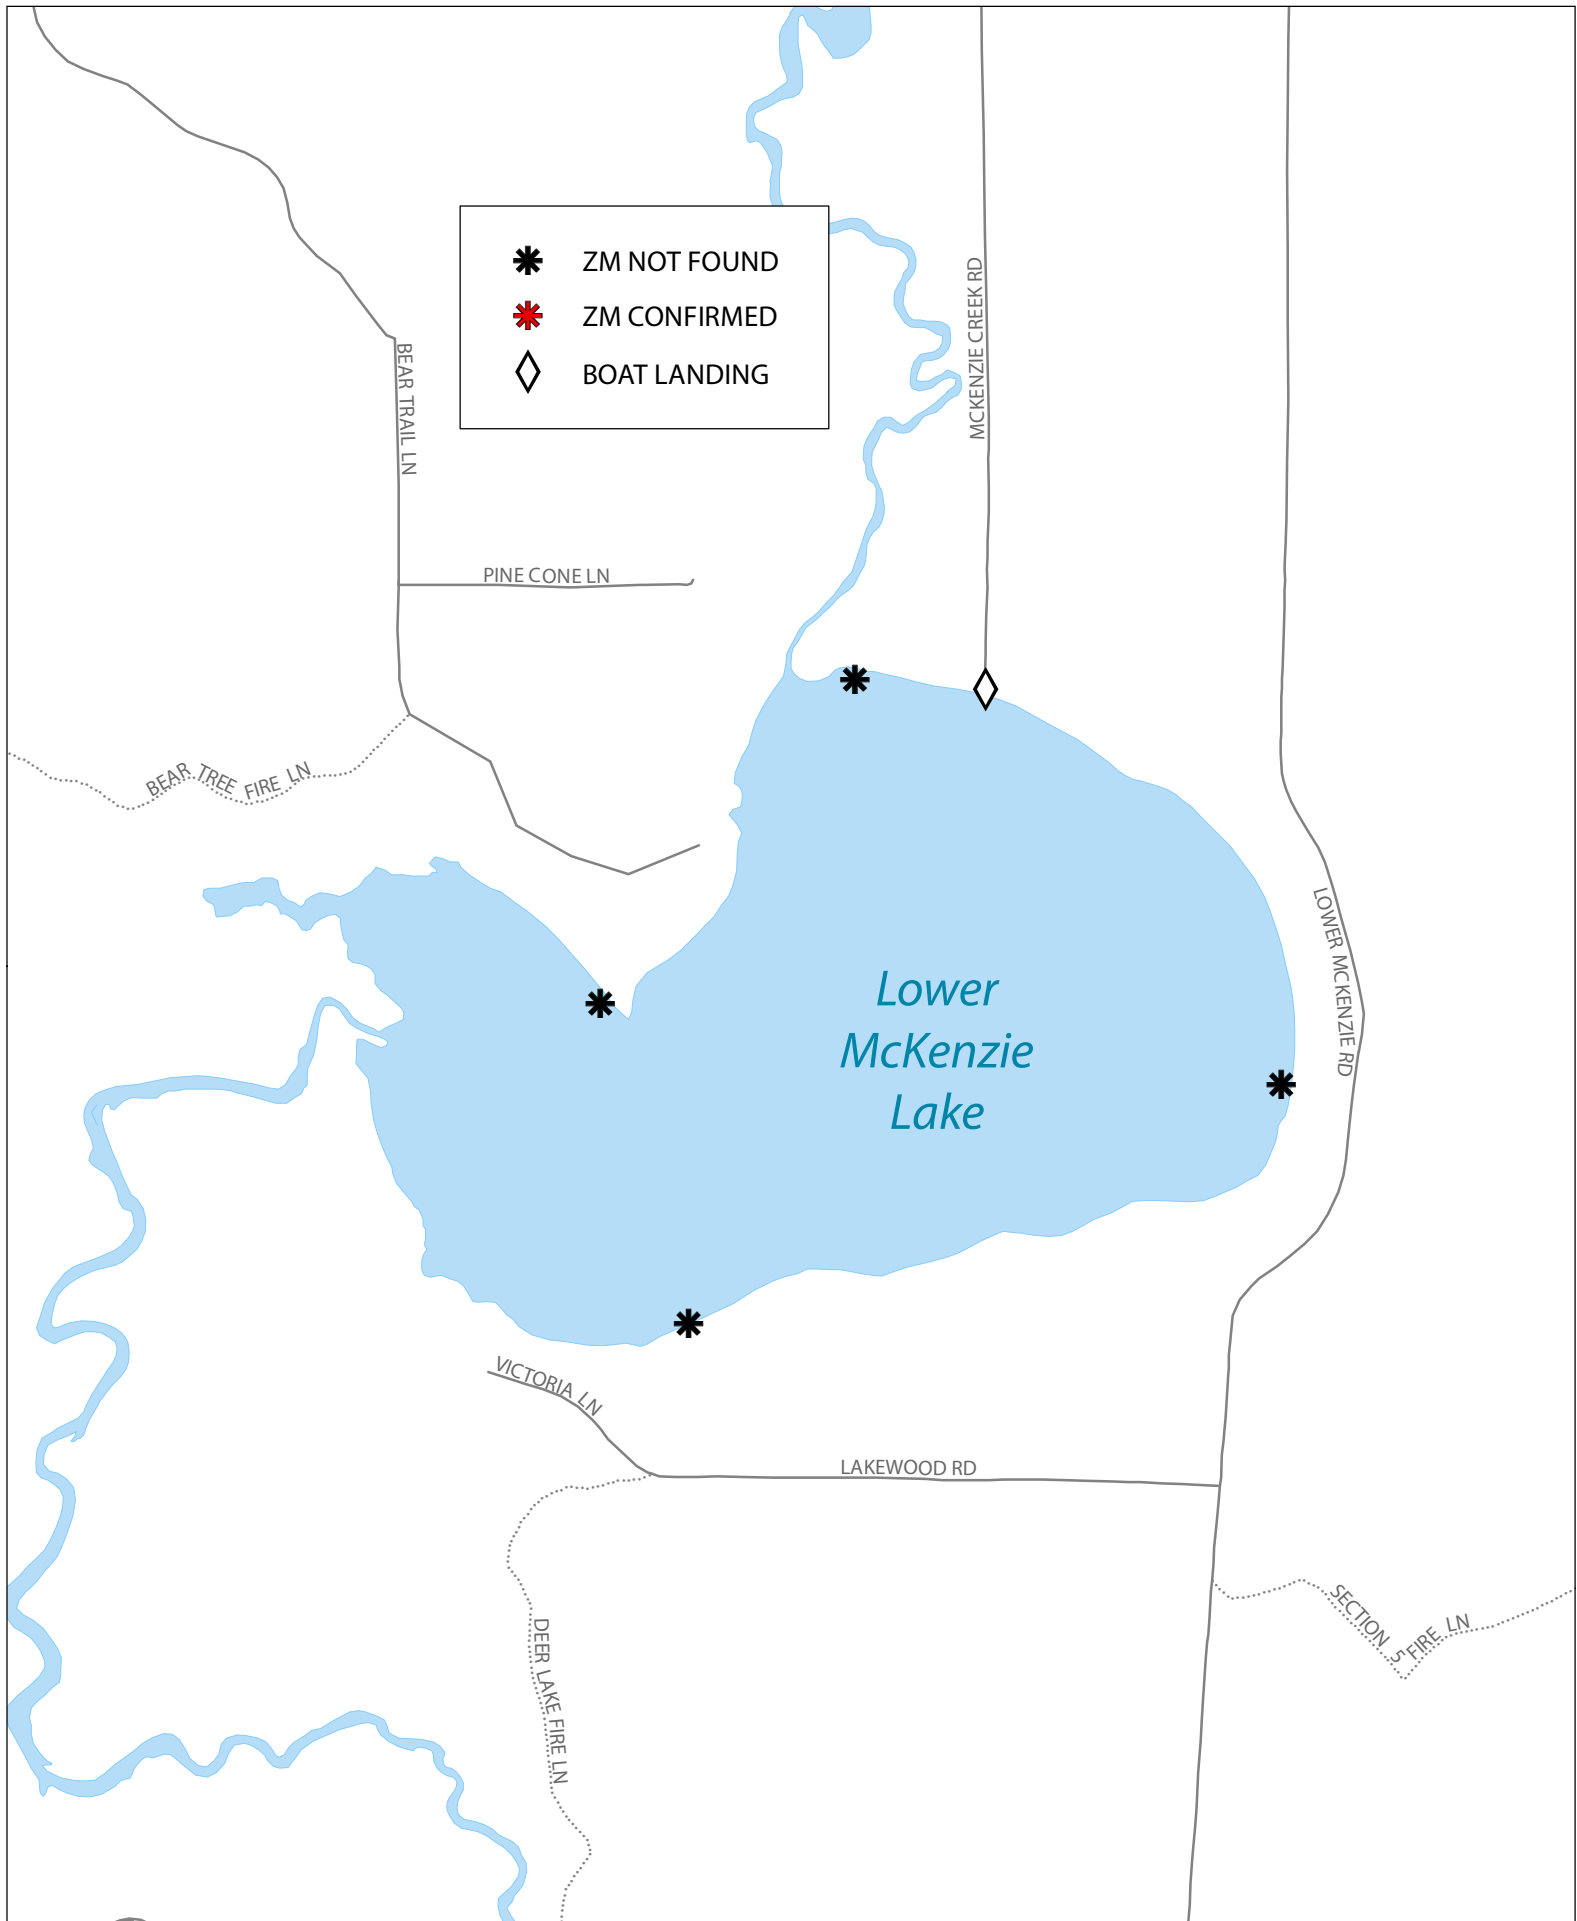 ZM NOT FOUND
ZM CONFIRMED
BOAT LANDING
MCKENZIE CREEK RD
BEAR TRAIL LN
PINE CONE LN
BEAR TREE FIRE LN
LOWER MCKENZIE RD
Lower
McKenzie
Lake
VICTORIA LN
LAKEWOOD RD
SECTION 5 FIRE LN
DEER LAKE FIRE LN